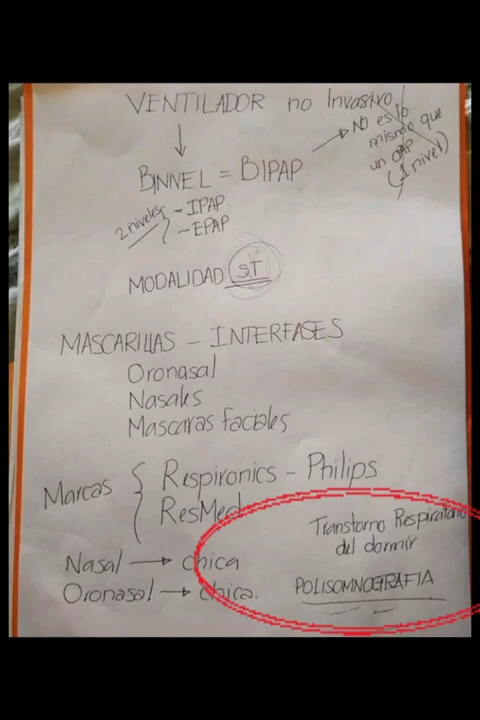 VENTILADOR no Invasivo
NO es lo
mismo que
un CPAP
(1 nivel)
BINIVEL = BIPAP
2 niveles
- IPAP
- EPAP
MODALIDAD S.T
MASCARILLAS - INTERFASES
Oronasal
Nasales
Mascaras faciales
Marcas
Respironics - Philips
ResMed
Transtorno Respiratorio
del dormir
Nasal → chica
Oronasal → chica.
POLISOMNOGRAFIA